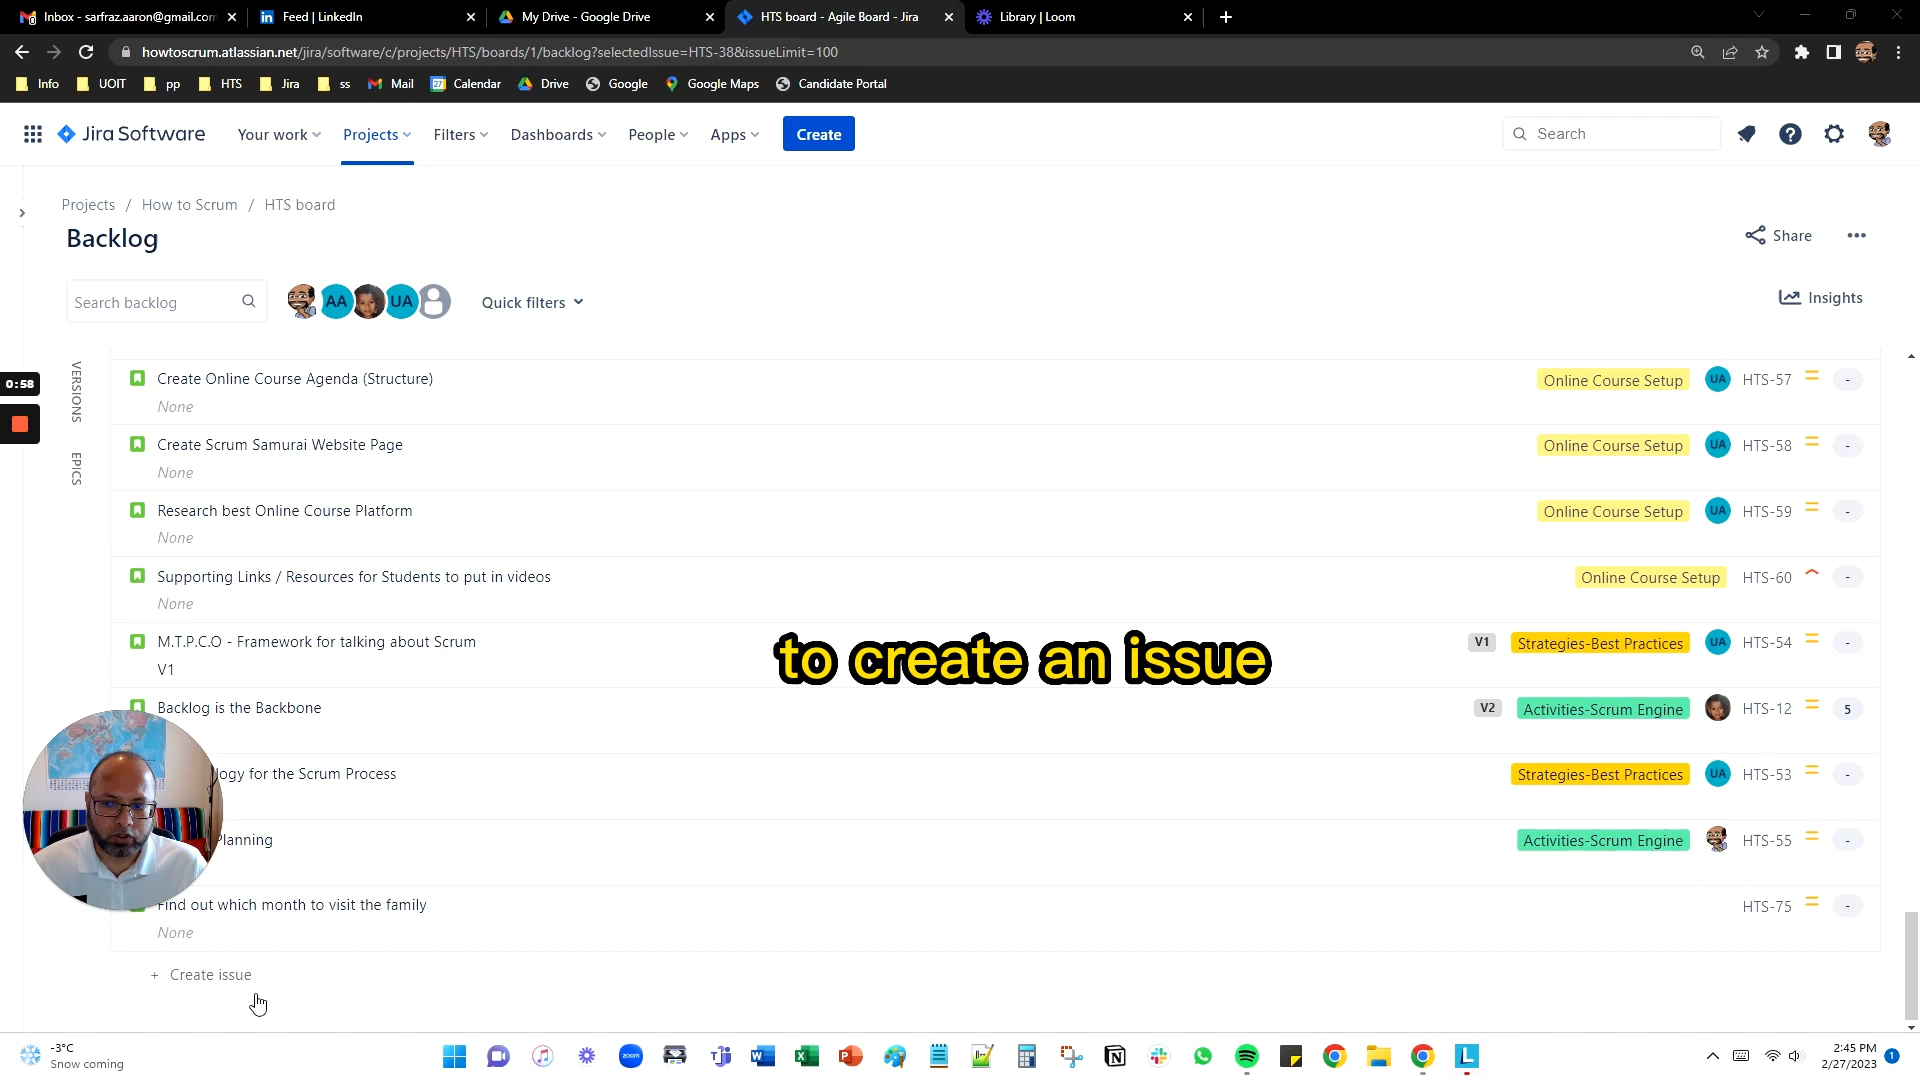 Inbox - sarfraz.aaron@gmail.com
Feed | LinkedIn
My Drive - Google Drive
HTS board - Agile Board - Jira
Library | Loom
howtoscrum.atlassian.net/jira/software/c/projects/HTS/boards/1/backlog?selectedIssue=HTS-38&issueLimit=100
Info UOIT pp HTS Jira ss Mail Calendar Drive Google Google Maps Candidate Portal
Jira Software Your work Projects Filters Dashboards People Apps Create Search
Projects / How to Scrum / HTS board
Backlog
Share
Search backlog AA UA Quick filters
Insights
0:58
VERSIONS
EPICS
Create Online Course Agenda (Structure) Online Course Setup UA HTS-57 -
None
Create Scrum Samurai Website Page Online Course Setup UA HTS-58 -
None
Research best Online Course Platform Online Course Setup UA HTS-59 -
None
Supporting Links / Resources for Students to put in videos Online Course Setup HTS-60 -
None
M.T.P.C.O - Framework for talking about Scrum V1 Strategies-Best Practices UA HTS-54 -
V1
to create an issue
Backlog is the Backbone V2 Activities-Scrum Engine HTS-12 5
for the Scrum Process Strategies-Best Practices UA HTS-53 -
Planning Activities-Scrum Engine HTS-55 -
Find out which month to visit the family HTS-75 -
None
+ Create issue
-3°C
Snow coming
zoom
2:45 PM
2/27/2023
1